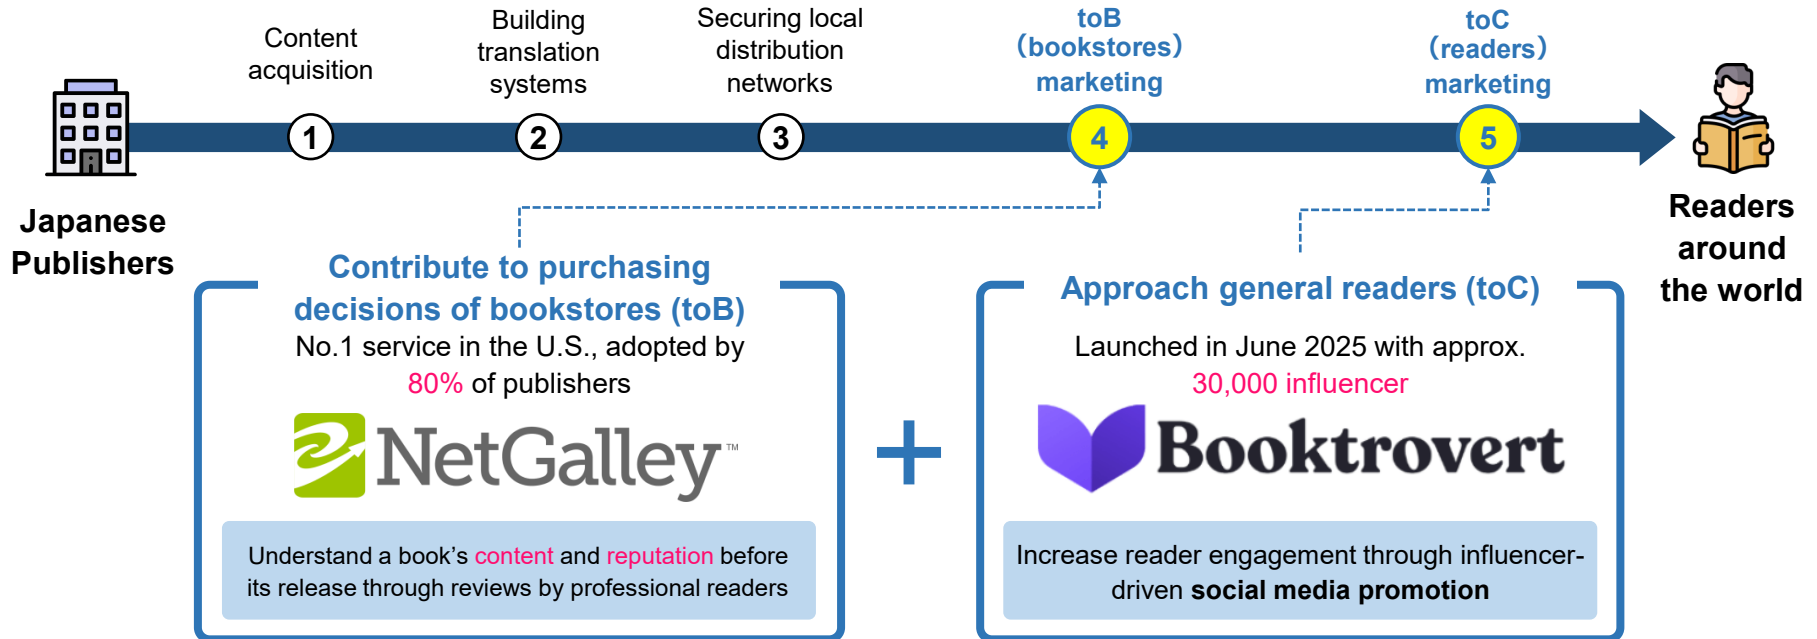 Content
acquisition
Building
translation
systems
Securing local
distribution
networks
toB
（bookstores）
marketing
toC
（readers）
marketing
1
2
3
4
5
Japanese
Publishers
Readers
around
the world
Contribute to purchasing
decisions of bookstores (toB)
No.1 service in the U.S., adopted by
80% of publishers
NetGalley™
Understand a book’s content and reputation before
its release through reviews by professional readers
+
Approach general readers (toC)
Launched in June 2025 with approx.
30,000 influencer
Booktrovert
Increase reader engagement through influencer-
driven social media promotion